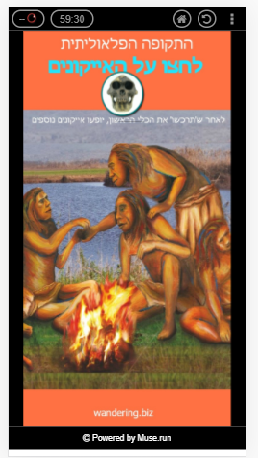 59:30
התקופה הפלאוליתית
לחצו על האייקונים
לאחר ש"תרכשו" את הכלי הראשון, יופיעו אייקונים נוספים
wandering.biz
© Powered by Muse.run